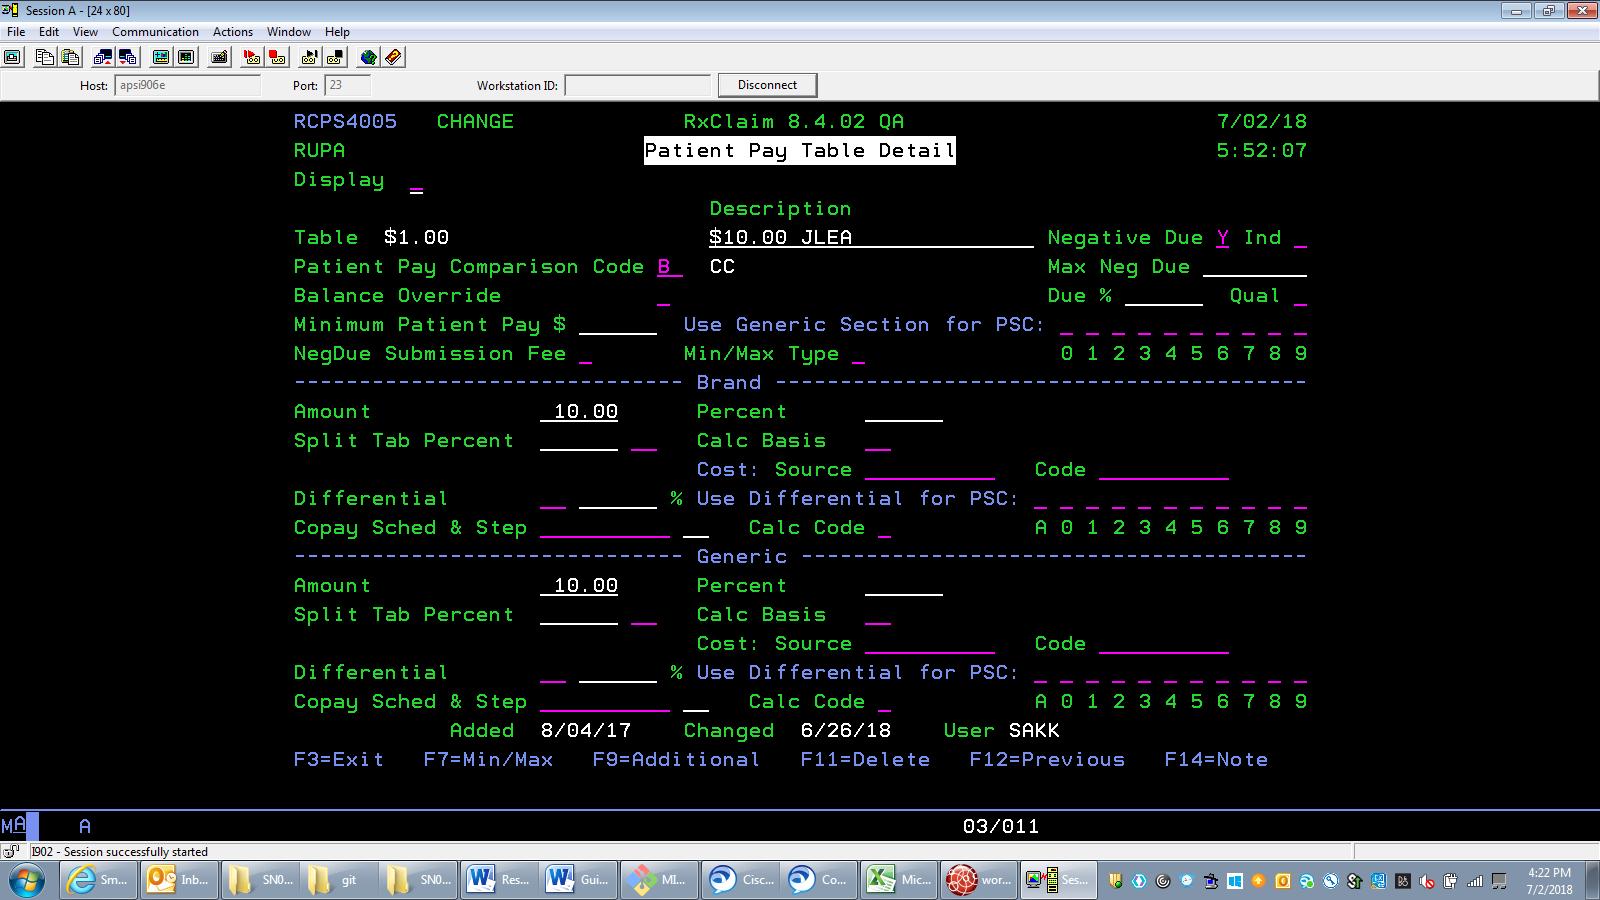 Session A - [24 x 80]
File Edit View Communication Actions Window Help
Host: apsi906e Port: 23 Workstation ID: Disconnect
RCPS4005 CHANGE RxClaim 8.4.02 QA 7/02/18
RUPA Patient Pay Table Detail 5:52:07
Display
Description
Table $1.00 $10.00 JLEA Negative Due Y Ind
Patient Pay Comparison Code B CC Max Neg Due
Balance Override Due % Qual
Minimum Patient Pay $ Use Generic Section for PSC:
NegDue Submission Fee Min/Max Type 0 1 2 3 4 5 6 7 8 9
------------------------------ Brand -----------------------------------------
Amount 10.00 Percent
Split Tab Percent Calc Basis
Cost: Source Code
Differential % Use Differential for PSC:
Copay Sched & Step Calc Code A 0 1 2 3 4 5 6 7 8 9
------------------------------ Generic ---------------------------------------
Amount 10.00 Percent
Split Tab Percent Calc Basis
Cost: Source Code
Differential % Use Differential for PSC:
Copay Sched & Step Calc Code A 0 1 2 3 4 5 6 7 8 9
Added 8/04/17 Changed 6/26/18 User SAKK
F3=Exit F7=Min/Max F9=Additional F11=Delete F12=Previous F14=Note
MA A 03/011
I902 - Session successfully started
Sm... Inb... SN0... git SN0... Res... Gui... MI... Cisc... Co... Mic... wor... Ses... 4:22 PM
7/2/2018